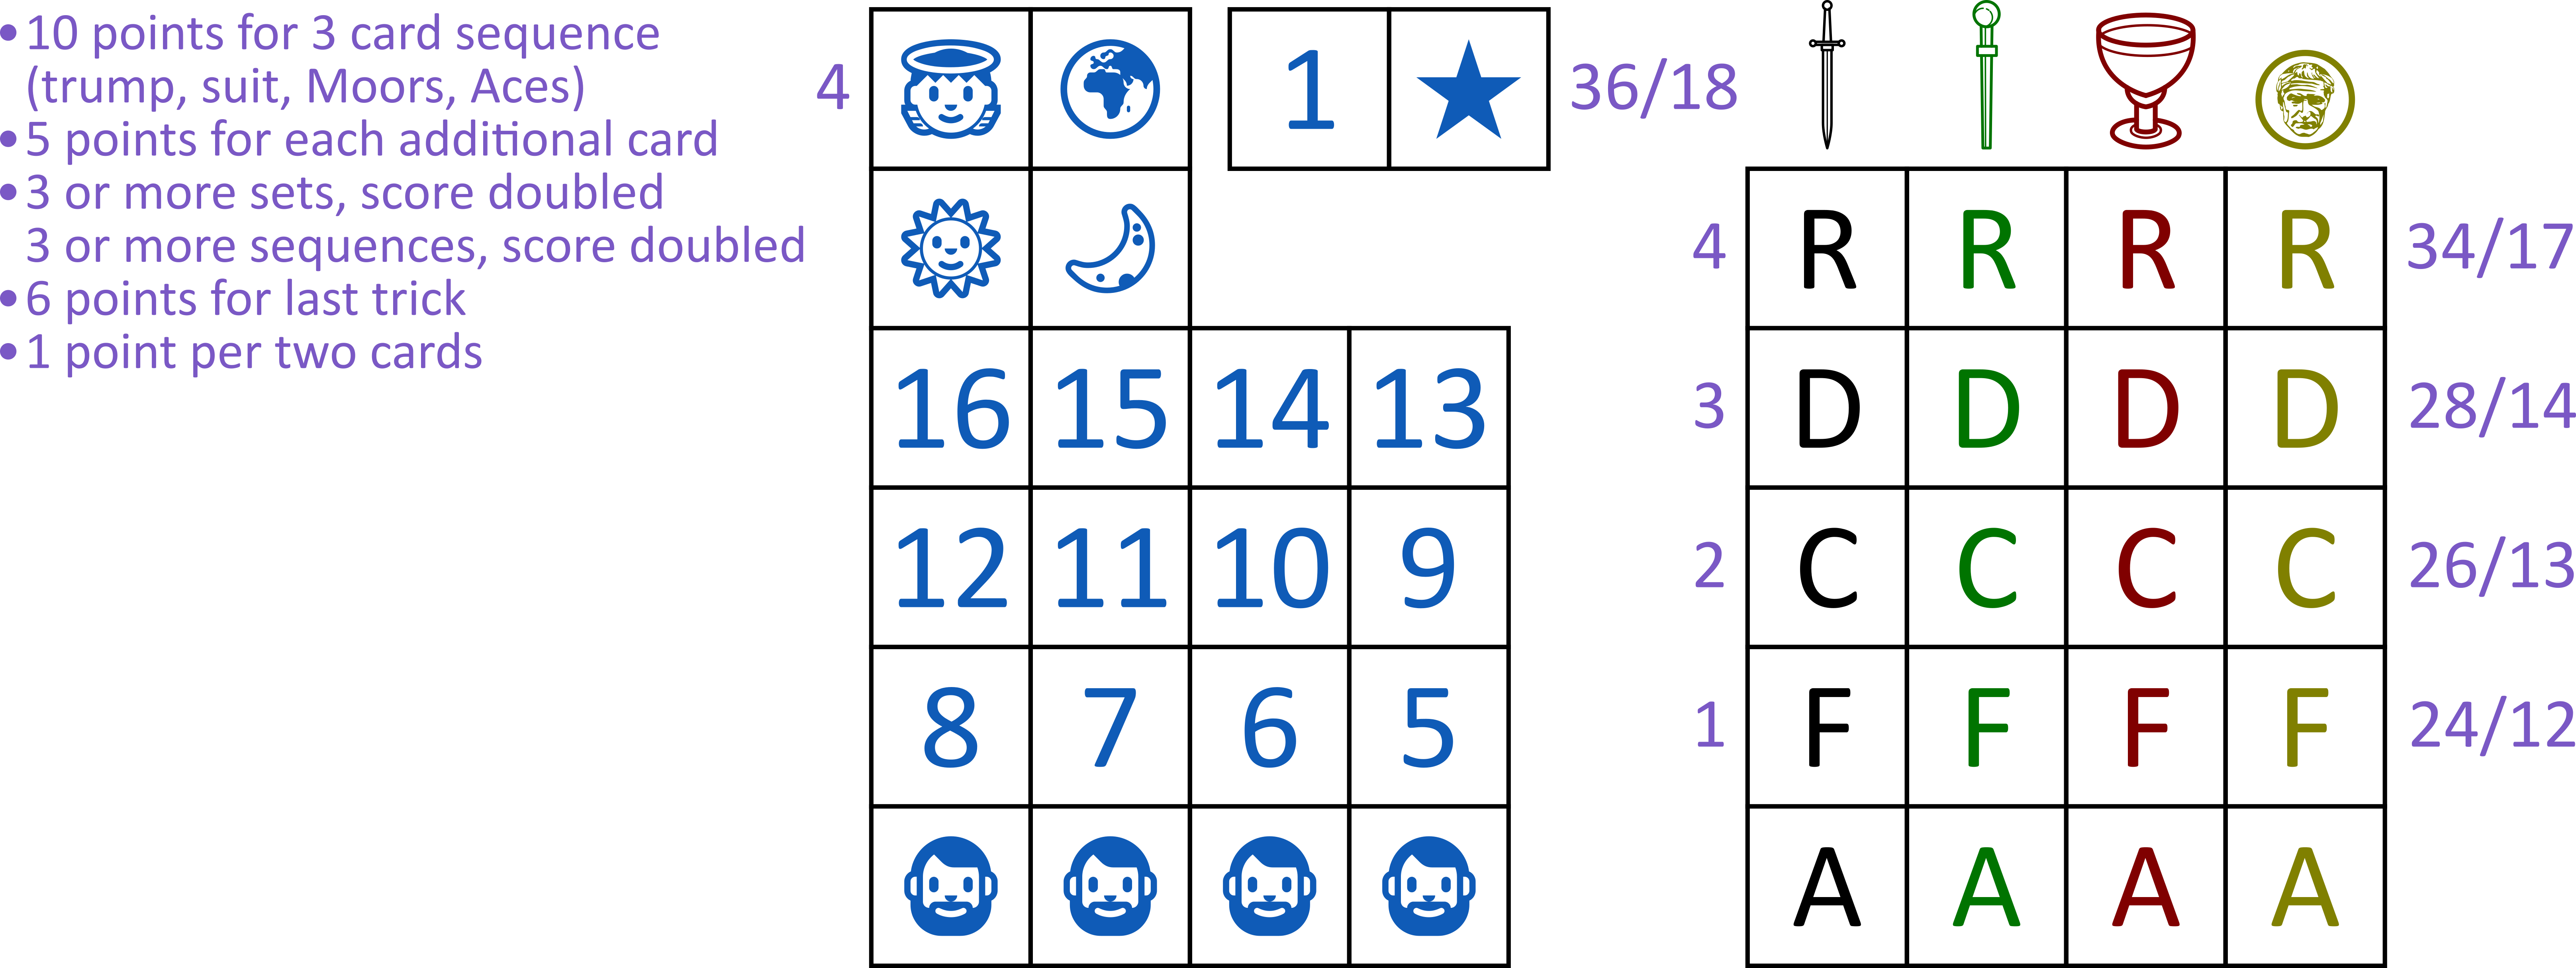 •10 points for 3 card sequence
(trump, suit, Moors, Aces)
•5 points for each additional card
•3 or more sets, score doubled
3 or more sequences, score doubled
•6 points for last trick
•1 point per two cards
4 1 36/18
16 15 14 13
12 11 10 9
8 7 6 5
4 R R R R 34/17
3 D D D D 28/14
2 C C C C 26/13
1 F F F F 24/12
A A A A